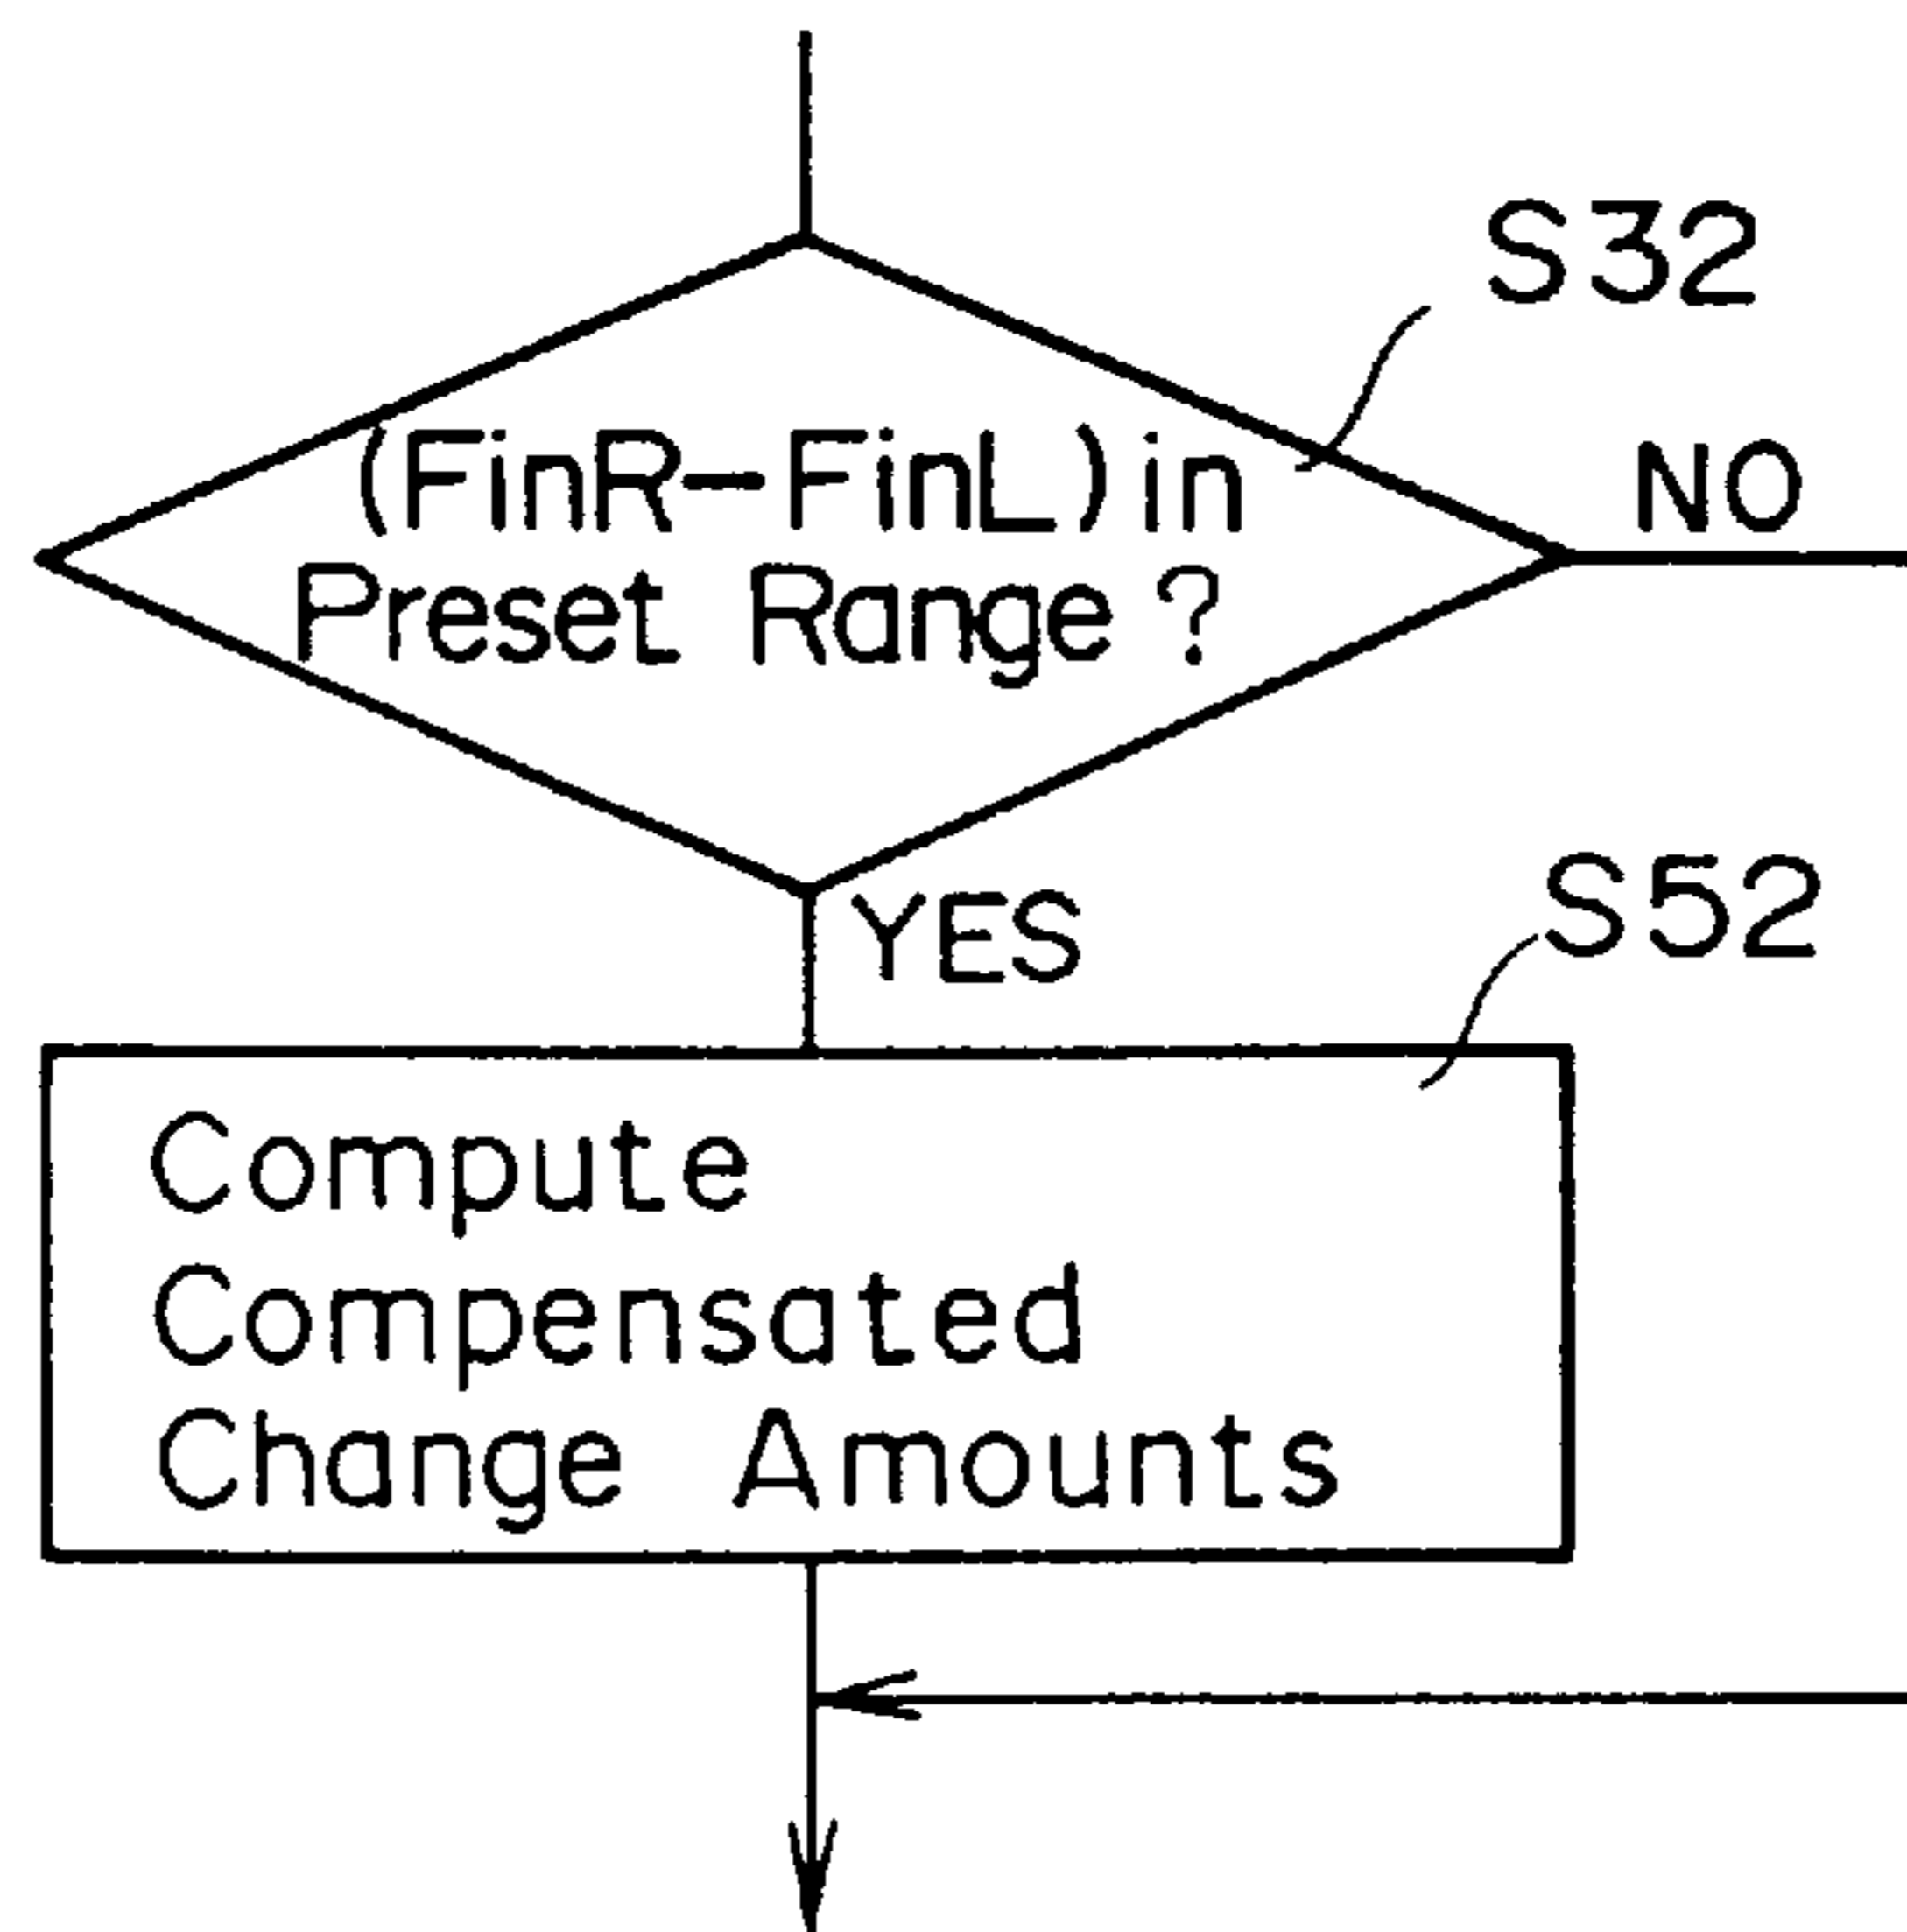 S32
(FinR-FinL) in
Preset Range ?
NO
YES
S52
Compute
Compensated
Change Amounts